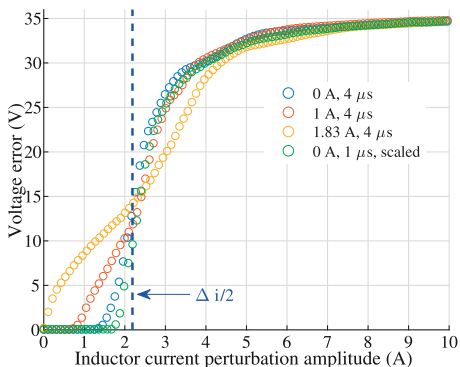 35
30
25
20
15
10
5
0
Voltage error (V)
0 A, 4 μs
1 A, 4 μs
1.83 A, 4 μs
0 A, 1 μs, scaled
Δ i/2
0 1 2 3 4 5 6 7 8 9 10
Inductor current perturbation amplitude (A)